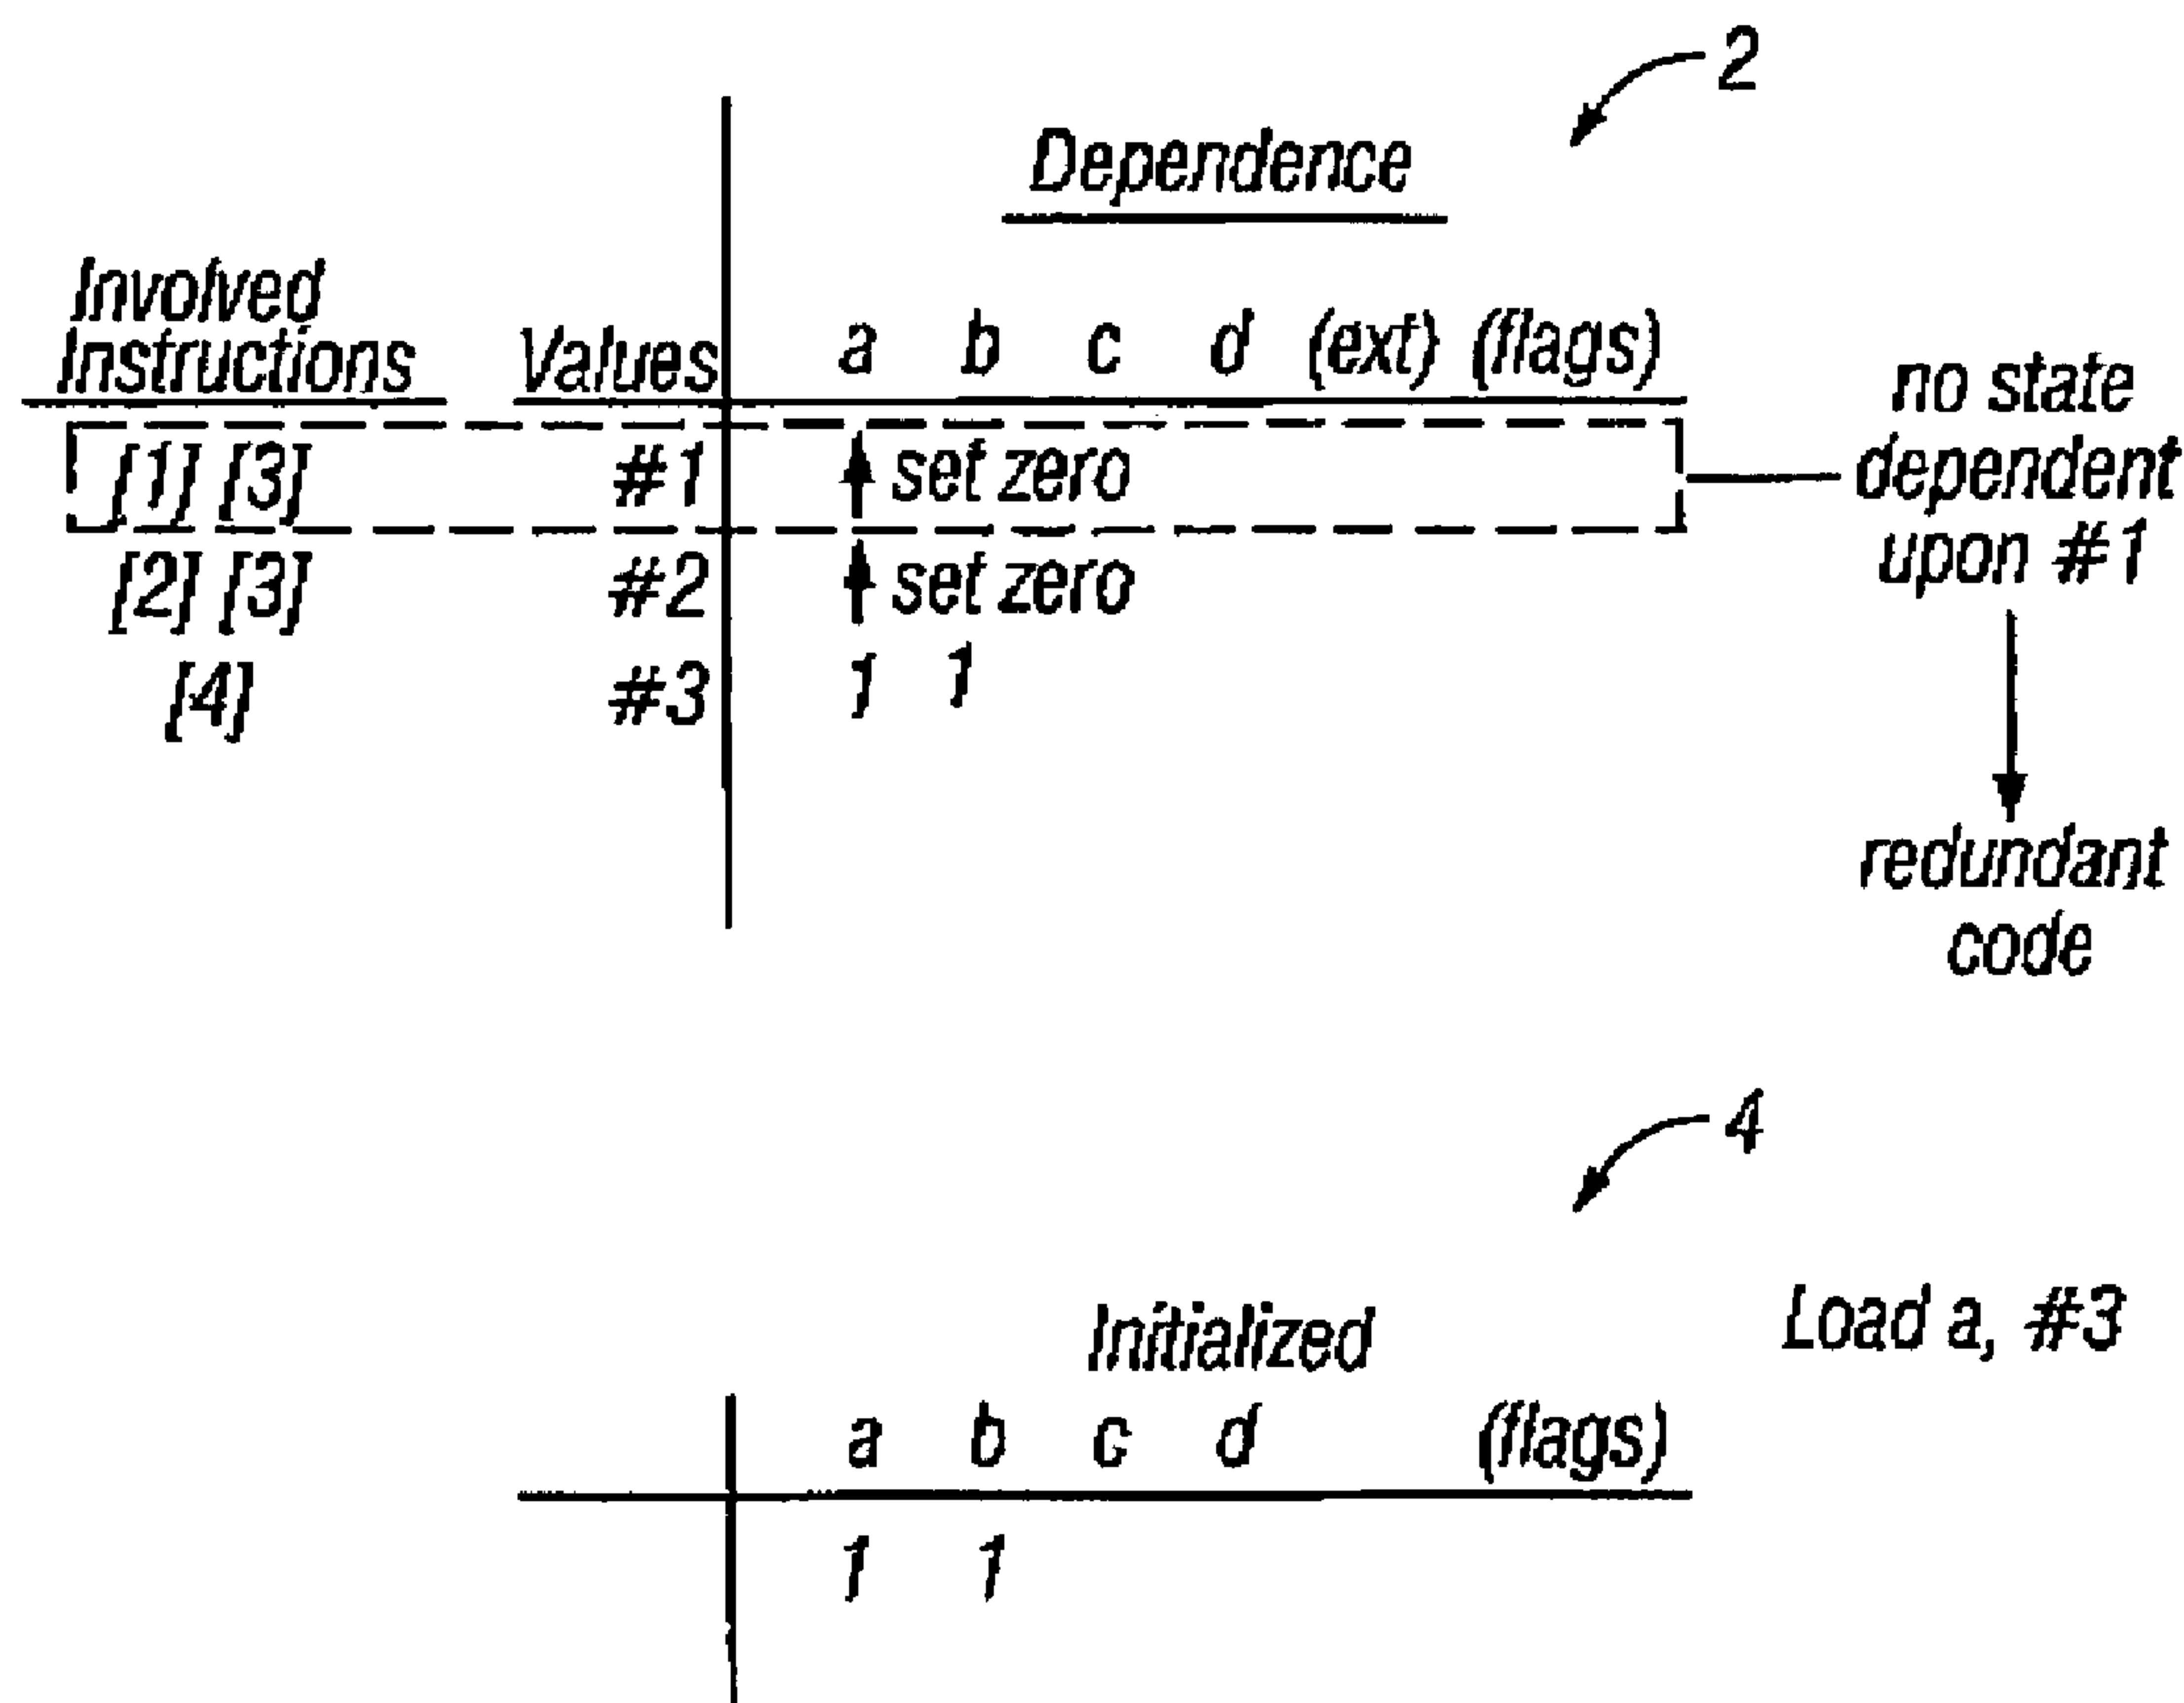 2
Dependence
Involved
Instructions Values a b c d (ext) (flags)
[1] [3] #1 set zero
[2] [3] #2 set zero
[4] #3 1 1
no state
dependent
upon #1
redundant
code
4
Initialized
Load a, #3
a b c d (flags)
1 1